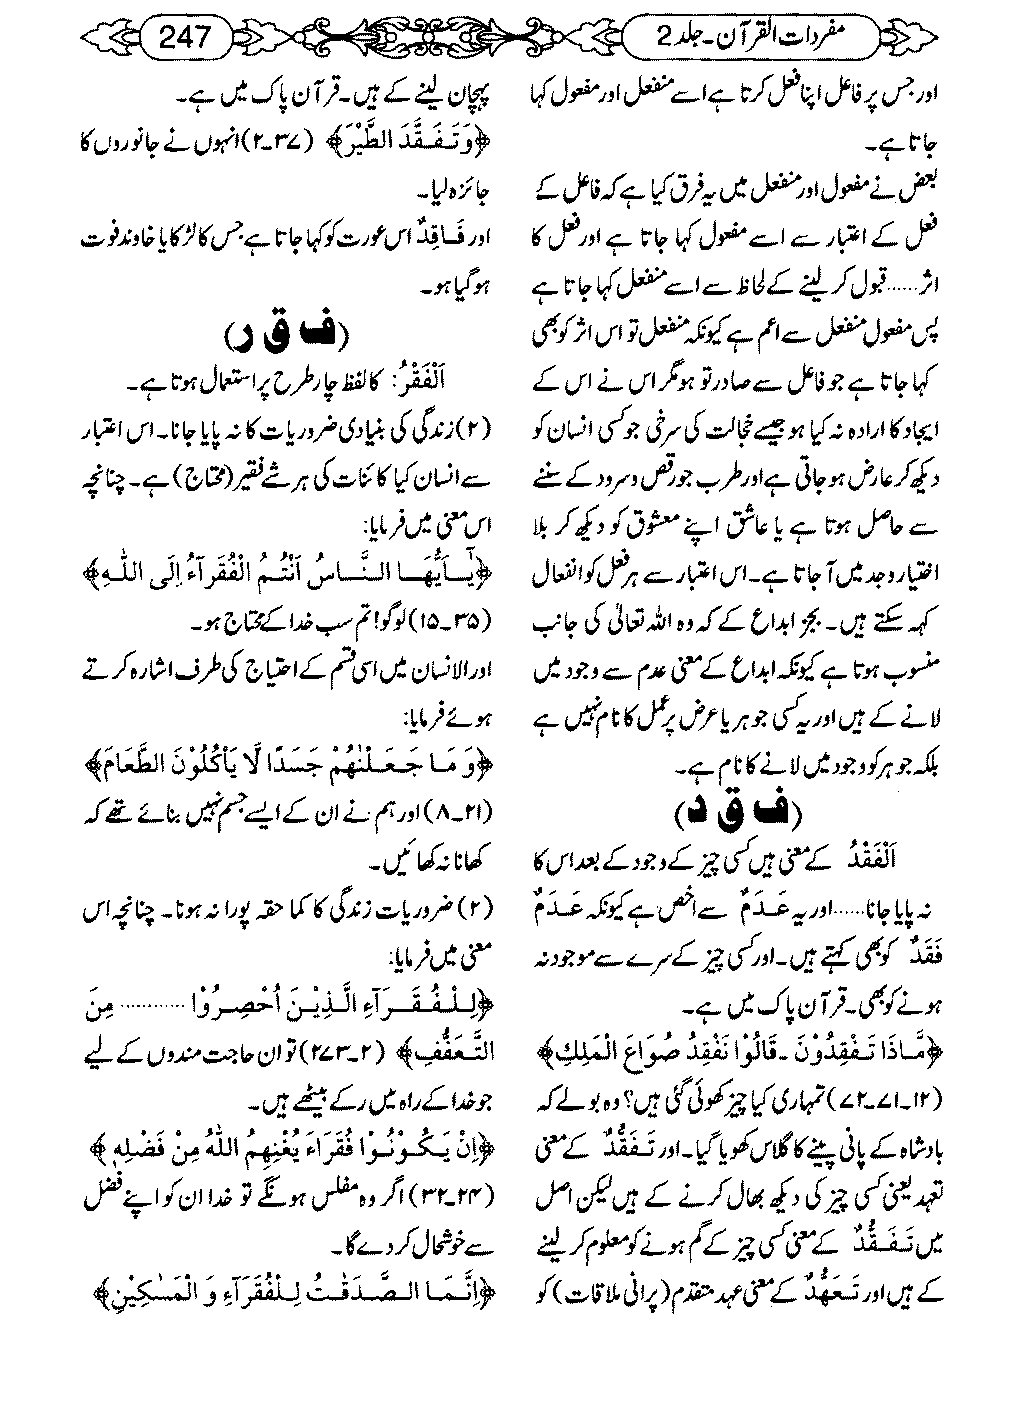 مفردات القرآن۔جلد 2
247
اور جس پر فاعل اپنا فعل کرتا ہے اسے منفعل اور مفعول کہا
جاتا ہے۔
بعض نے مفعول اور منفعل میں یہ فرق کیا ہے کہ فاعل کے
فعل کے اعتبار سے اسے مفعول کہا جاتا ہے اور فعل کا
اثر......قبول کر لینے کے لحاظ سے اسے منفعل کہا جاتا ہے
پس مفعول منفعل سے اعم ہے کیونکہ منفعل تو اس اثر کو بھی
کہا جاتا ہے جو فاعل سے صادر تو ہو مگر اس نے اس کے
ایجاد کا ارادہ نہ کیا ہو جیسے خجالت کی سرخی جو کسی انسان کو
دیکھ کر عارض ہو جاتی ہے اور طرب جو رقص و سرود کے سننے
سے حاصل ہوتا ہے یا عاشق اپنے معشوق کو دیکھ کر بلا
اختیار وجد میں آ جاتا ہے۔ اس اعتبار سے ہر فعل کو انفعال
کہہ سکتے ہیں۔ بجز ابداع کے کہ وہ اللہ تعالیٰ کی جانب
منسوب ہوتا ہے کیونکہ ابداع کے معنی عدم سے وجود میں
لانے کے ہیں اور یہ کسی جوہر یا عرض پر عمل کا نام نہیں ہے
بلکہ جوہر کو وجود میں لانے کا نام ہے۔
(ف ق د)
اَلْفَقْدُ کے معنی ہیں کسی چیز کے وجود کے بعد اس کا
نہ پایا جانا......اور یہ عَدَمٌ سے اخص ہے کیونکہ عَدَمٌ
فَقَدٌ کو بھی کہتے ہیں۔ اور کسی چیز کے سرے سے موجود نہ
ہونے کو بھی۔ قرآن پاک میں ہے۔
﴿مَّاذَا تَفْقِدُوْنَ ۔ قَالُوْا نَفْقِدُ صُوَاعَ الْمَلِكِ﴾
(۱۲۔۷۱۔۷۲) تمہاری کیا چیز کھوئی گئی ہیں؟ وہ بولے کہ
بادشاہ کے پانی پینے کا گلاس کھویا گیا۔ اور تَفَقُّدٌ کے معنی
تعہد یعنی کسی چیز کی دیکھ بھال کرنے کے ہیں لیکن اصل
میں تَفَقُّدٌ کے معنی کسی چیز کے گم ہونے کو معلوم کر لینے
کے ہیں اور تَعَهُّدٌ کے معنی عہد متقدم (پرانی ملاقات) کو
پہچان لینے کے ہیں۔ قرآن پاک میں ہے۔
﴿وَتَفَقَّدَ الطَّيْرَ﴾ (۳۷۔۲) انہوں نے جانوروں کا
جائزہ لیا۔
اور فَاقِدٌ اس عورت کو کہا جاتا ہے جس کا لڑکا یا خاوند فوت
ہو گیا ہو۔
(ف ق ر)
اَلْفَقْرُ: کا لفظ چار طرح پر استعمال ہوتا ہے۔
(۲) زندگی کی بنیادی ضروریات کا نہ پایا جانا۔ اس اعتبار
سے انسان کیا کائنات کی ہر شے فقیر (محتاج) ہے۔ چنانچہ
اس معنی میں فرمایا:
﴿يٰٓاَيُّهَا النَّاسُ اَنْتُمُ الْفُقَرَآءُ اِلَى اللّٰهِ﴾
(۳۵۔۱۵) لوگو! تم سب خدا کے محتاج ہو۔
اور الانسان میں اسی قسم کے احتیاج کی طرف اشارہ کرتے
ہوئے فرمایا:
﴿وَمَا جَعَلْنٰهُمْ جَسَدًا لَّا يَاْكُلُوْنَ الطَّعَامَ﴾
(۲۱۔۸) اور ہم نے ان کے ایسے جسم نہیں بنائے تھے کہ
کھانا نہ کھائیں۔
(۲) ضروریات زندگی کا کما حقہ پورا نہ ہونا۔ چنانچہ اس
معنی میں فرمایا:
﴿لِلْفُقَرَآءِ الَّذِيْنَ اُحْصِرُوْا ............ مِنَ
التَّعَفُّفِ﴾ (۲۔۲۷۳) تو ان حاجت مندوں کے لیے
جو خدا کے راہ میں رکے بیٹھے ہیں۔
﴿اِنْ يَكُوْنُوْا فُقَرَاءَ يُغْنِهِمُ اللّٰهُ مِنْ فَضْلِهٖ﴾
(۲۴۔۳۲) اگر وہ مفلس ہونگے تو خدا ان کو اپنے فضل
سے خوشحال کر دے گا۔
﴿اِنَّمَا الصَّدَقٰتُ لِلْفُقَرَآءِ وَ الْمَسٰكِيْنِ﴾